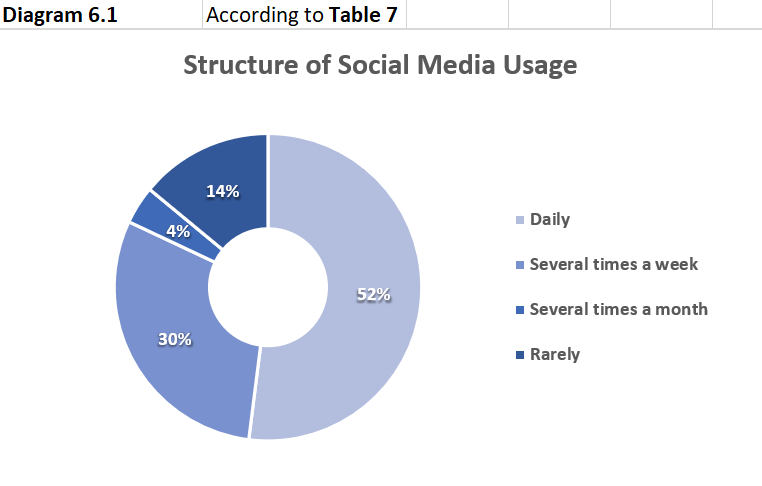 Diagram 6.1 According to Table 7
Structure of Social Media Usage
14%
4%
52%
30%
Daily
Several times a week
Several times a month
Rarely